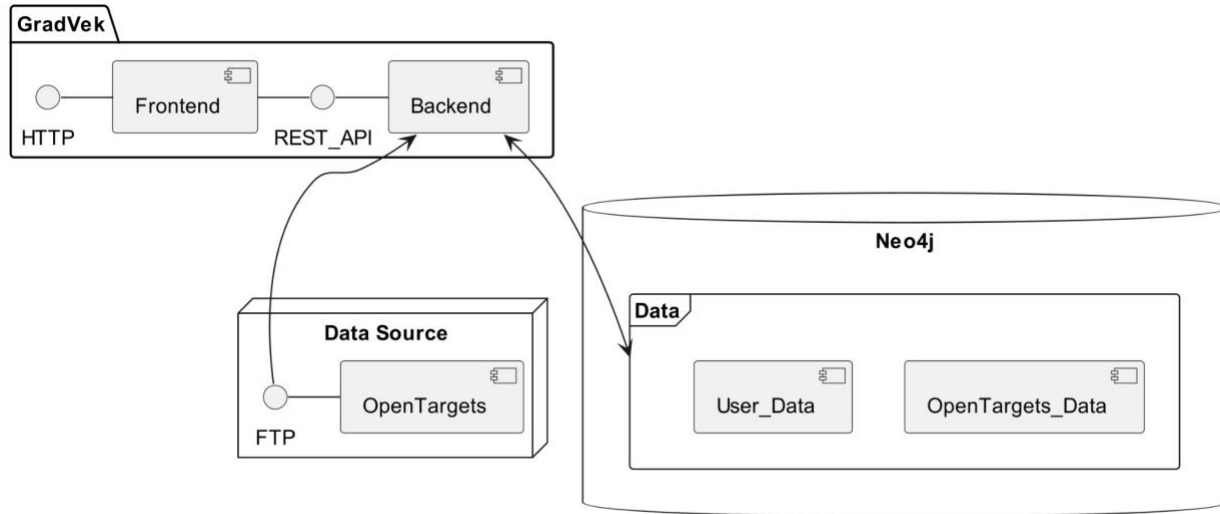 GradVek
Frontend
Backend
HTTP
REST_API
Neo4j
Data Source
Data
OpenTargets
User_Data
OpenTargets_Data
FTP